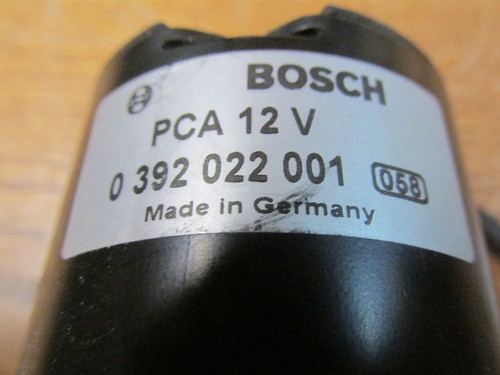 BOSCH
PCA 12 V
0 392 022 001 058
Made in Germany